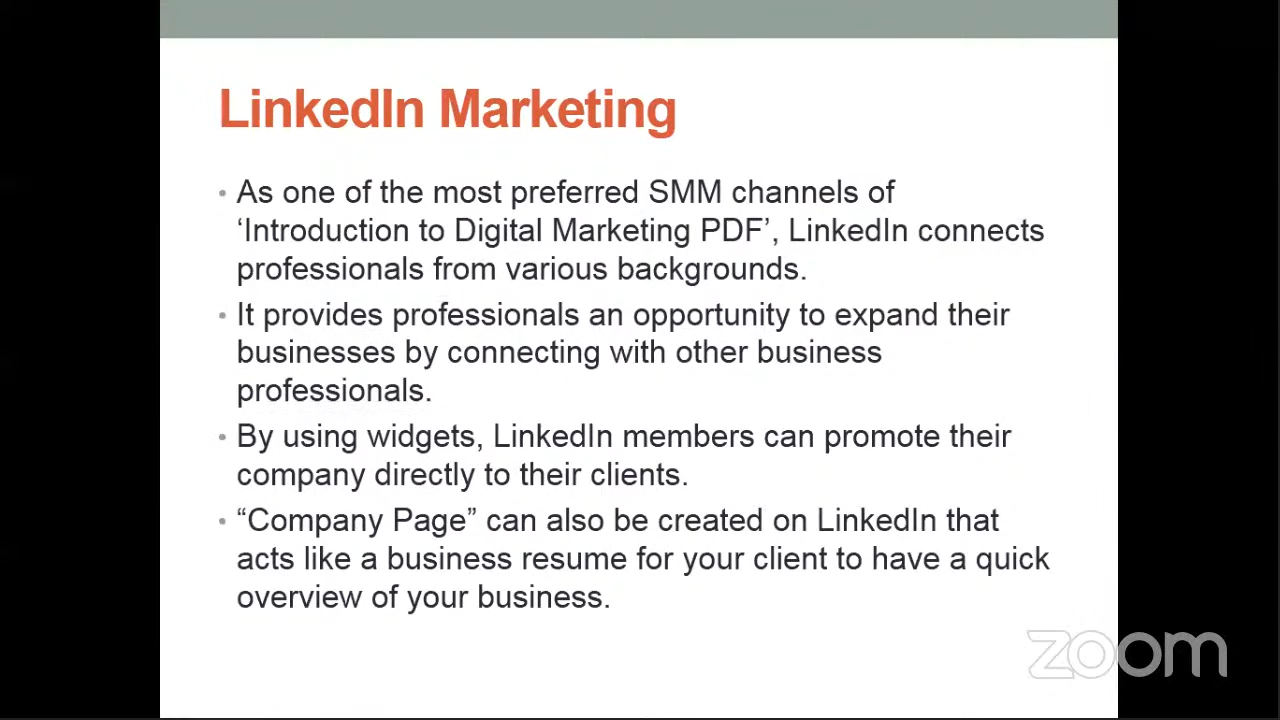 LinkedIn Marketing
• As one of the most preferred SMM channels of
‘Introduction to Digital Marketing PDF’, LinkedIn connects
professionals from various backgrounds.
• It provides professionals an opportunity to expand their
businesses by connecting with other business
professionals.
• By using widgets, LinkedIn members can promote their
company directly to their clients.
• “Company Page” can also be created on LinkedIn that
acts like a business resume for your client to have a quick
overview of your business.
zoom